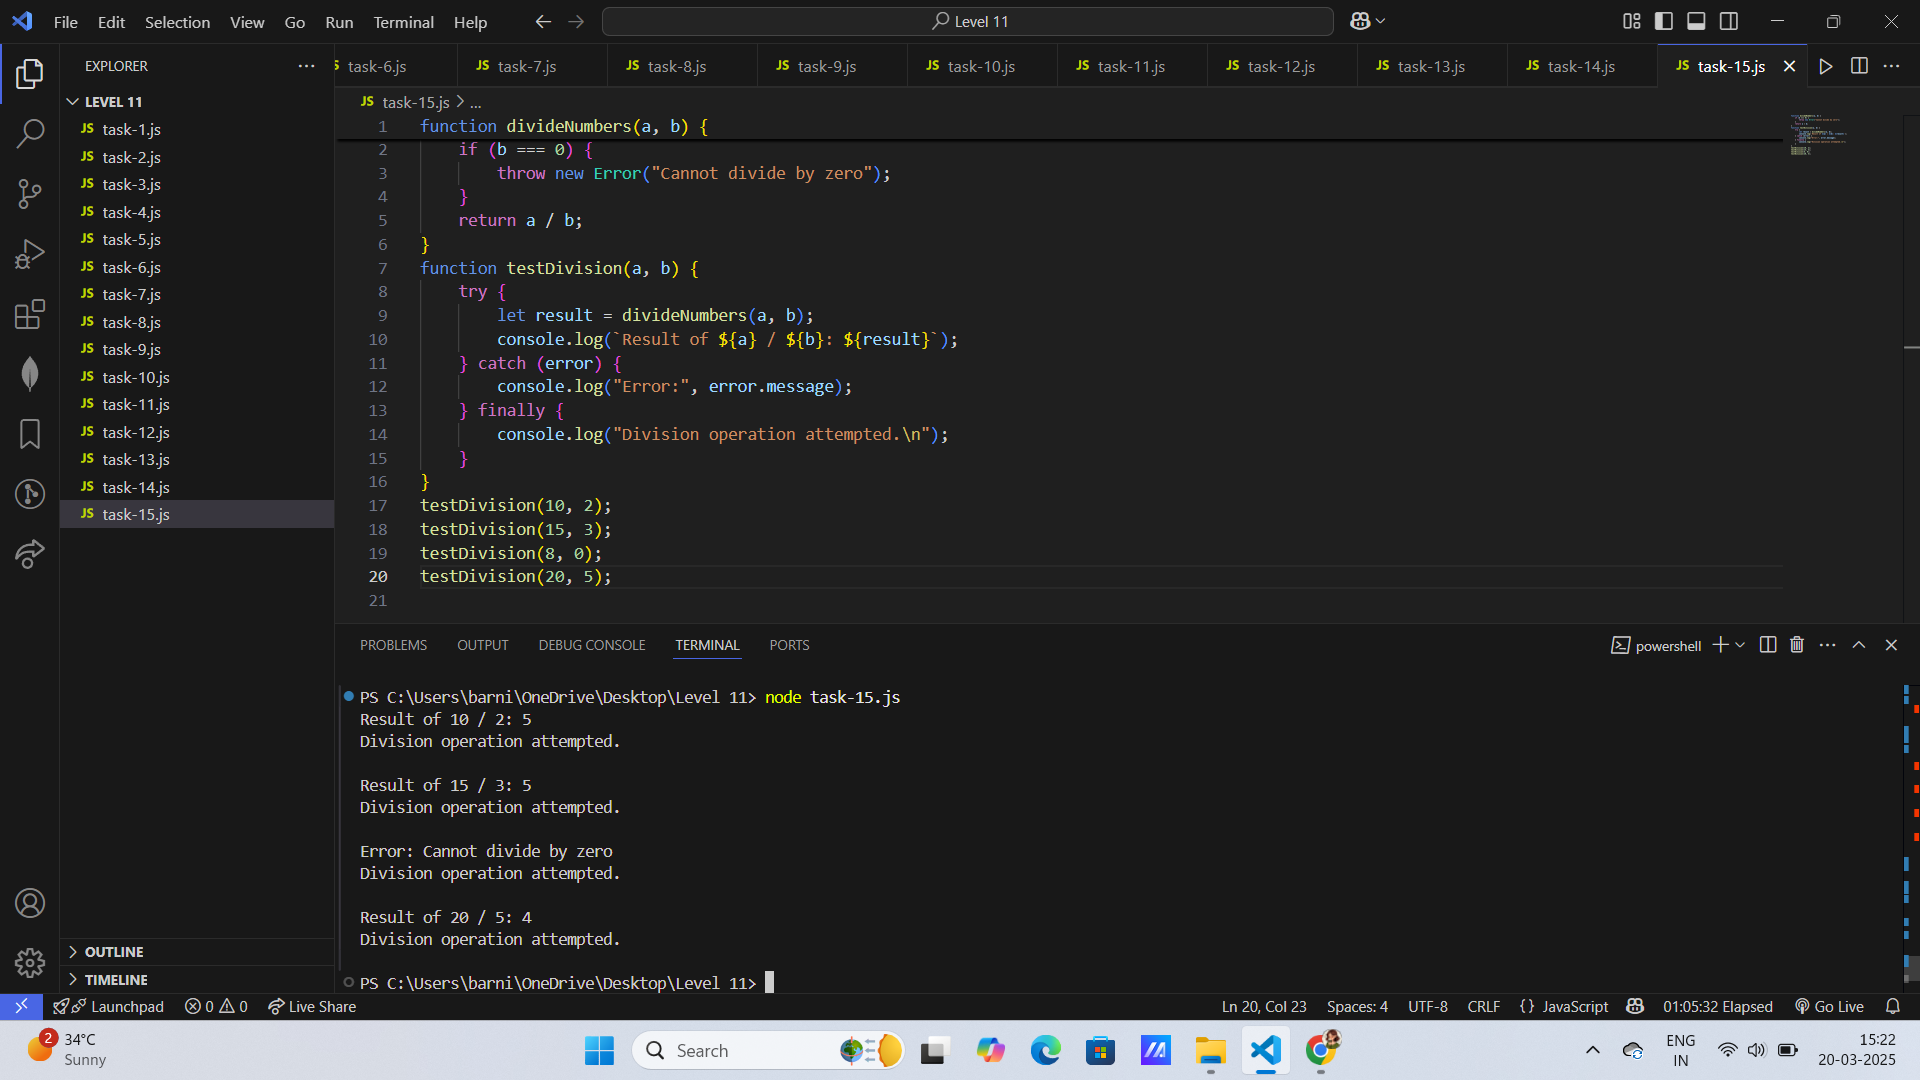 File Edit Selection View Go Run Terminal Help
Level 11
EXPLORER
task-6.js
JS task-7.js
JS task-8.js
JS task-9.js
JS task-10.js
JS task-11.js
JS task-12.js
JS task-13.js
JS task-14.js
JS task-15.js
LEVEL 11
JS task-1.js
JS task-2.js
JS task-3.js
JS task-4.js
JS task-5.js
JS task-6.js
JS task-7.js
JS task-8.js
JS task-9.js
JS task-10.js
JS task-11.js
JS task-12.js
JS task-13.js
JS task-14.js
JS task-15.js
OUTLINE
TIMELINE
JS task-15.js > ...
1 function divideNumbers(a, b) {
2 if (b === 0) {
3 throw new Error("Cannot divide by zero");
4 }
5 return a / b;
6 }
7 function testDivision(a, b) {
8 try {
9 let result = divideNumbers(a, b);
10 console.log(`Result of ${a} / ${b}: ${result}`);
11 } catch (error) {
12 console.log("Error:", error.message);
13 } finally {
14 console.log("Division operation attempted.\n");
15 }
16 }
17 testDivision(10, 2);
18 testDivision(15, 3);
19 testDivision(8, 0);
20 testDivision(20, 5);
21
PROBLEMS OUTPUT DEBUG CONSOLE TERMINAL PORTS
powershell
PS C:\Users\barni\OneDrive\Desktop\Level 11> node task-15.js
Result of 10 / 2: 5
Division operation attempted.
Result of 15 / 3: 5
Division operation attempted.
Error: Cannot divide by zero
Division operation attempted.
Result of 20 / 5: 4
Division operation attempted.
PS C:\Users\barni\OneDrive\Desktop\Level 11>
Launchpad 0 0 Live Share
Ln 20, Col 23 Spaces: 4 UTF-8 CRLF {} JavaScript 01:05:32 Elapsed Go Live
2
34°C
Sunny
Search
ENG
IN
15:22
20-03-2025